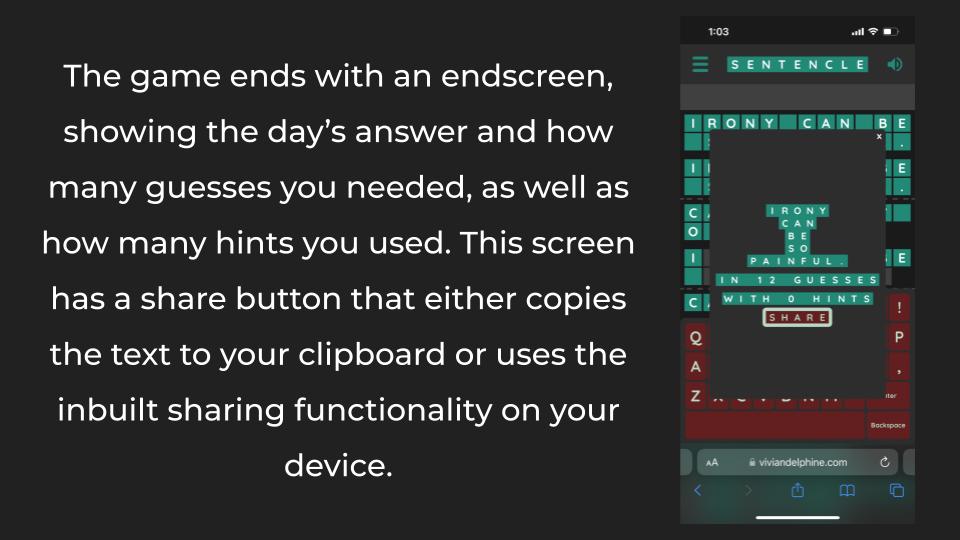 The game ends with an endscreen,
showing the day’s answer and how
many guesses you needed, as well as
how many hints you used. This screen
has a share button that either copies
the text to your clipboard or uses the
inbuilt sharing functionality on your
device.
1:03
SENTENCLE
IRONY CAN BE
.
x
I E
.
C
O
I E
C
IRONY
CAN
BE
SO
PAINFUL.
IN 12 GUESSES
WITH 0 HINTS
SHARE
!
Q P
A ,
Z
Backspace
AA viviandelphine.com